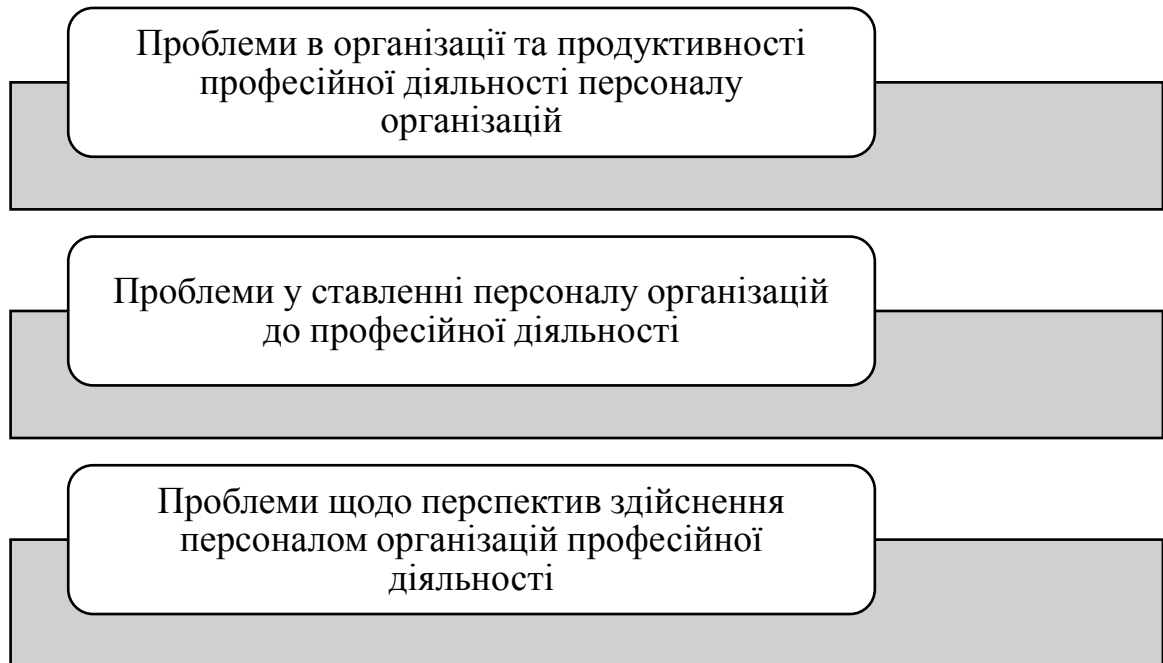 Проблеми в організації та продуктивності
професійної діяльності персоналу
організацій
Проблеми у ставленні персоналу організацій
до професійної діяльності
Проблеми щодо перспектив здійснення
персоналом організацій професійної
діяльності